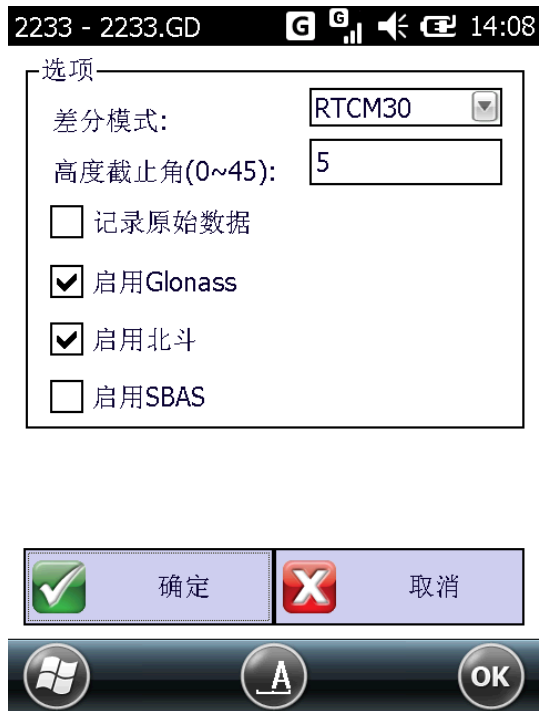 2233 - 2233.GD G G 14:08
选项
差分模式: RTCM30
高度截止角(0~45): 5
记录原始数据
启用Glonass
启用北斗
启用SBAS
确定 取消
A OK